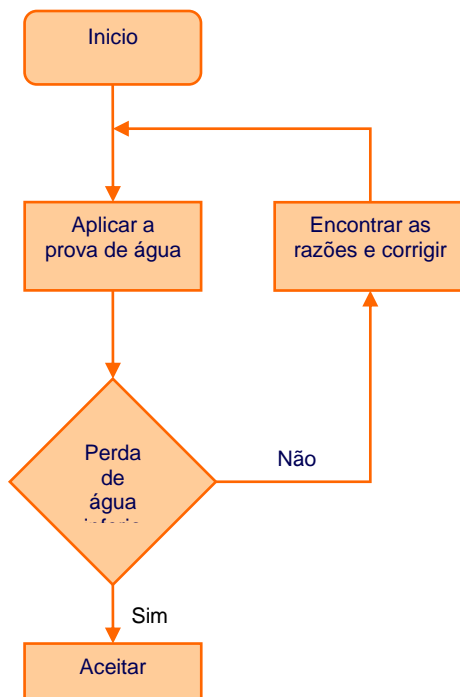 Inicio
Aplicar a
prova de água
Encontrar as
razões e corrigir
Perda
de
água
Não
Sim
Aceitar